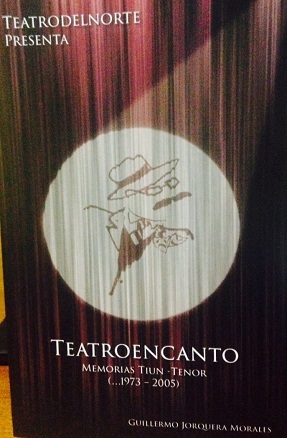 TEATRODELNORTE
PRESENTA
TEATROENCANTO
MEMORIAS TIUN -TENOR
(...1973 – 2005)
GUILLERMO JORQUERA MORALES